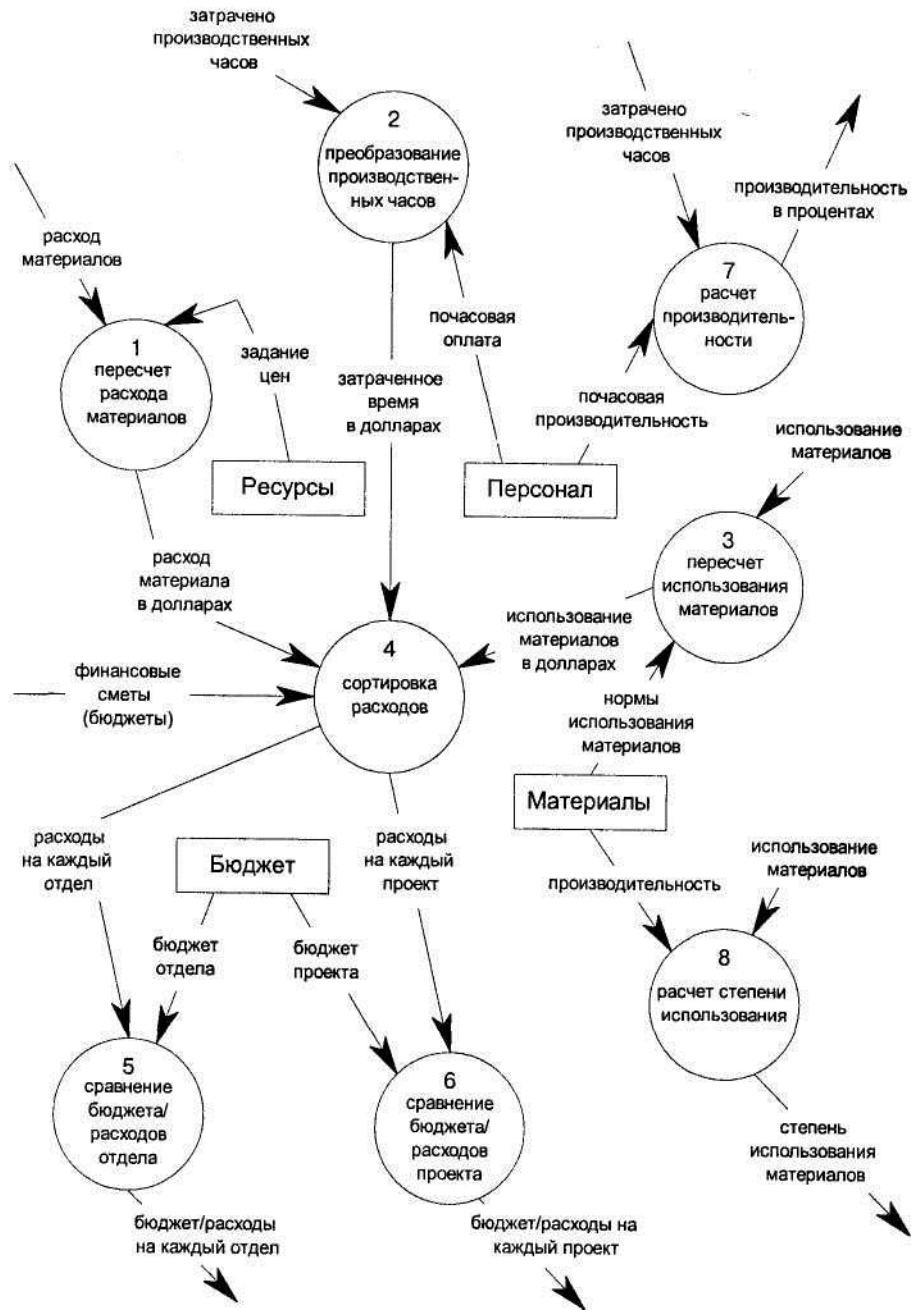 затрачено
производственных
часов
2
преобразование
производствен-
ных часов
затрачено
производственных
часов
производительность
в процентах
расход
материалов
7
расчет
производитель-
ности
1
пересчет
расхода
материалов
задание
цен
почасовая
оплата
затраченное
время
в долларах
почасовая
производительность
использование
материалов
Ресурсы
Персонал
3
пересчет
использования
материалов
расход
материала
в долларах
использование
материалов
в долларах
4
сортировка
расходов
финансовые
сметы
(бюджеты)
нормы
использования
материалов
Материалы
расходы
на каждый
отдел
Бюджет
расходы
на каждый
проект
использование
материалов
производительность
бюджет
отдела
бюджет
проекта
8
расчет степени
использования
5
сравнение
бюджета/
расходов
отдела
6
сравнение
бюджета/
расходов
проекта
степень
использования
материалов
бюджет/расходы
на каждый отдел
бюджет/расходы на
каждый проект